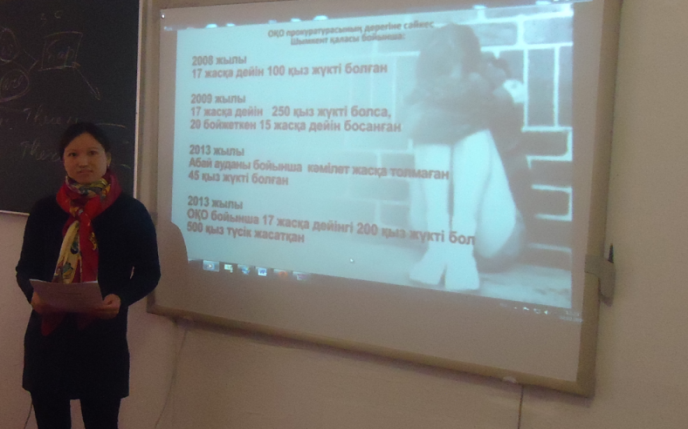 ОҚО прокуратурасының дерегіне сәйкес
Шымкент қаласы бойынша:
2008 жылы
17 жасқа дейін 100 қыз жүкті болған
2009 жылы
17 жасқа дейін 250 қыз жүкті болса,
20 бойжеткен 15 жасқа дейін босанған
2013 жылы
Абай ауданы бойынша кәмілет жасқа толмаған
45 қыз жүкті болған
2013 жылы
ОҚО бойынша 17 жасқа дейінгі 200 қыз жүкті бол
500 қыз түсік жасатқан